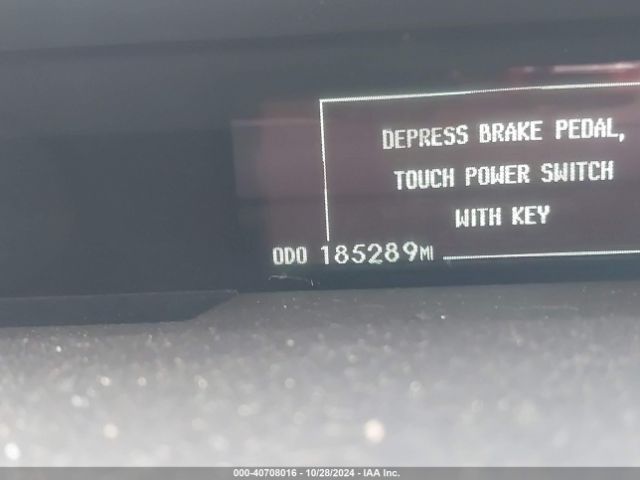 DEPRESS BRAKE PEDAL,
TOUCH POWER SWITCH
WITH KEY
ODO 185289MI
000-40708016 - 10/28/2024 - IAA Inc.